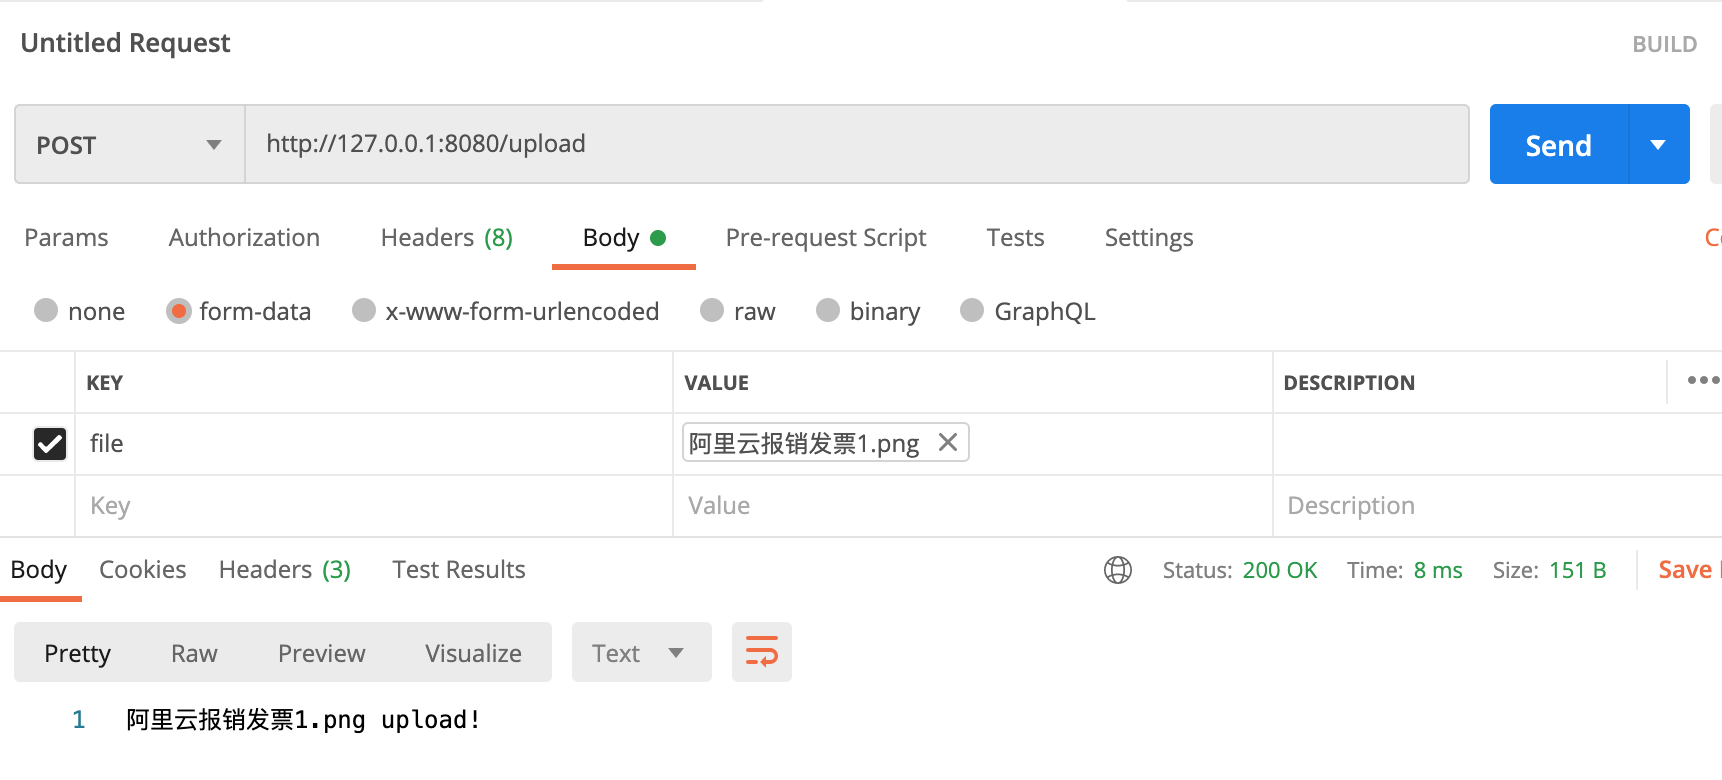 Untitled Request BUILD
POST http://127.0.0.1:8080/upload Send
Params Authorization Headers (8) Body Pre-request Script Tests Settings
none form-data x-www-form-urlencoded raw binary GraphQL
KEY VALUE DESCRIPTION
file 阿里云报销发票1.png
Key Value Description
Body Cookies Headers (3) Test Results Status: 200 OK Time: 8 ms Size: 151 B Save
Pretty Raw Preview Visualize Text
1 阿里云报销发票1.png upload!